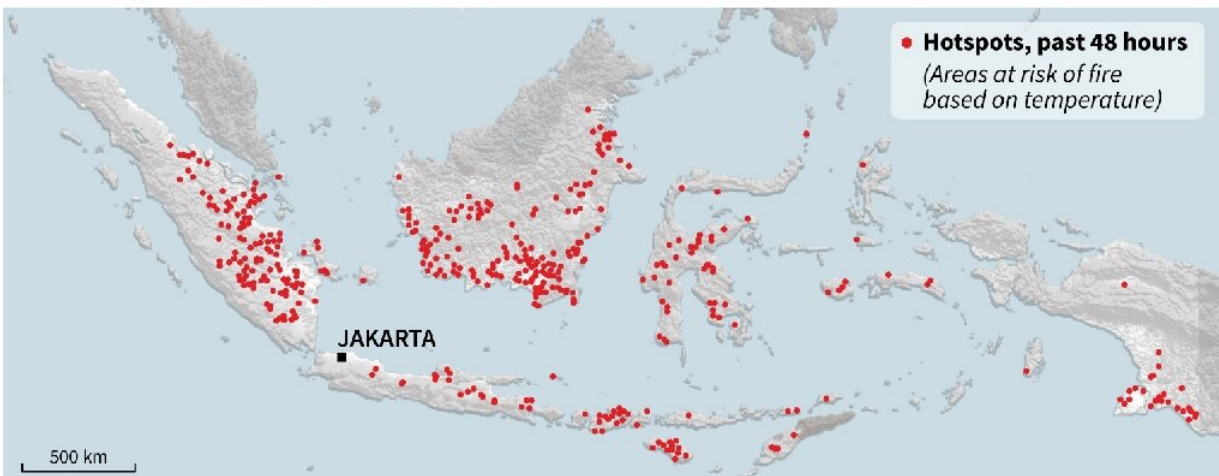 Hotspots, past 48 hours
(Areas at risk of fire
based on temperature)
JAKARTA
500 km